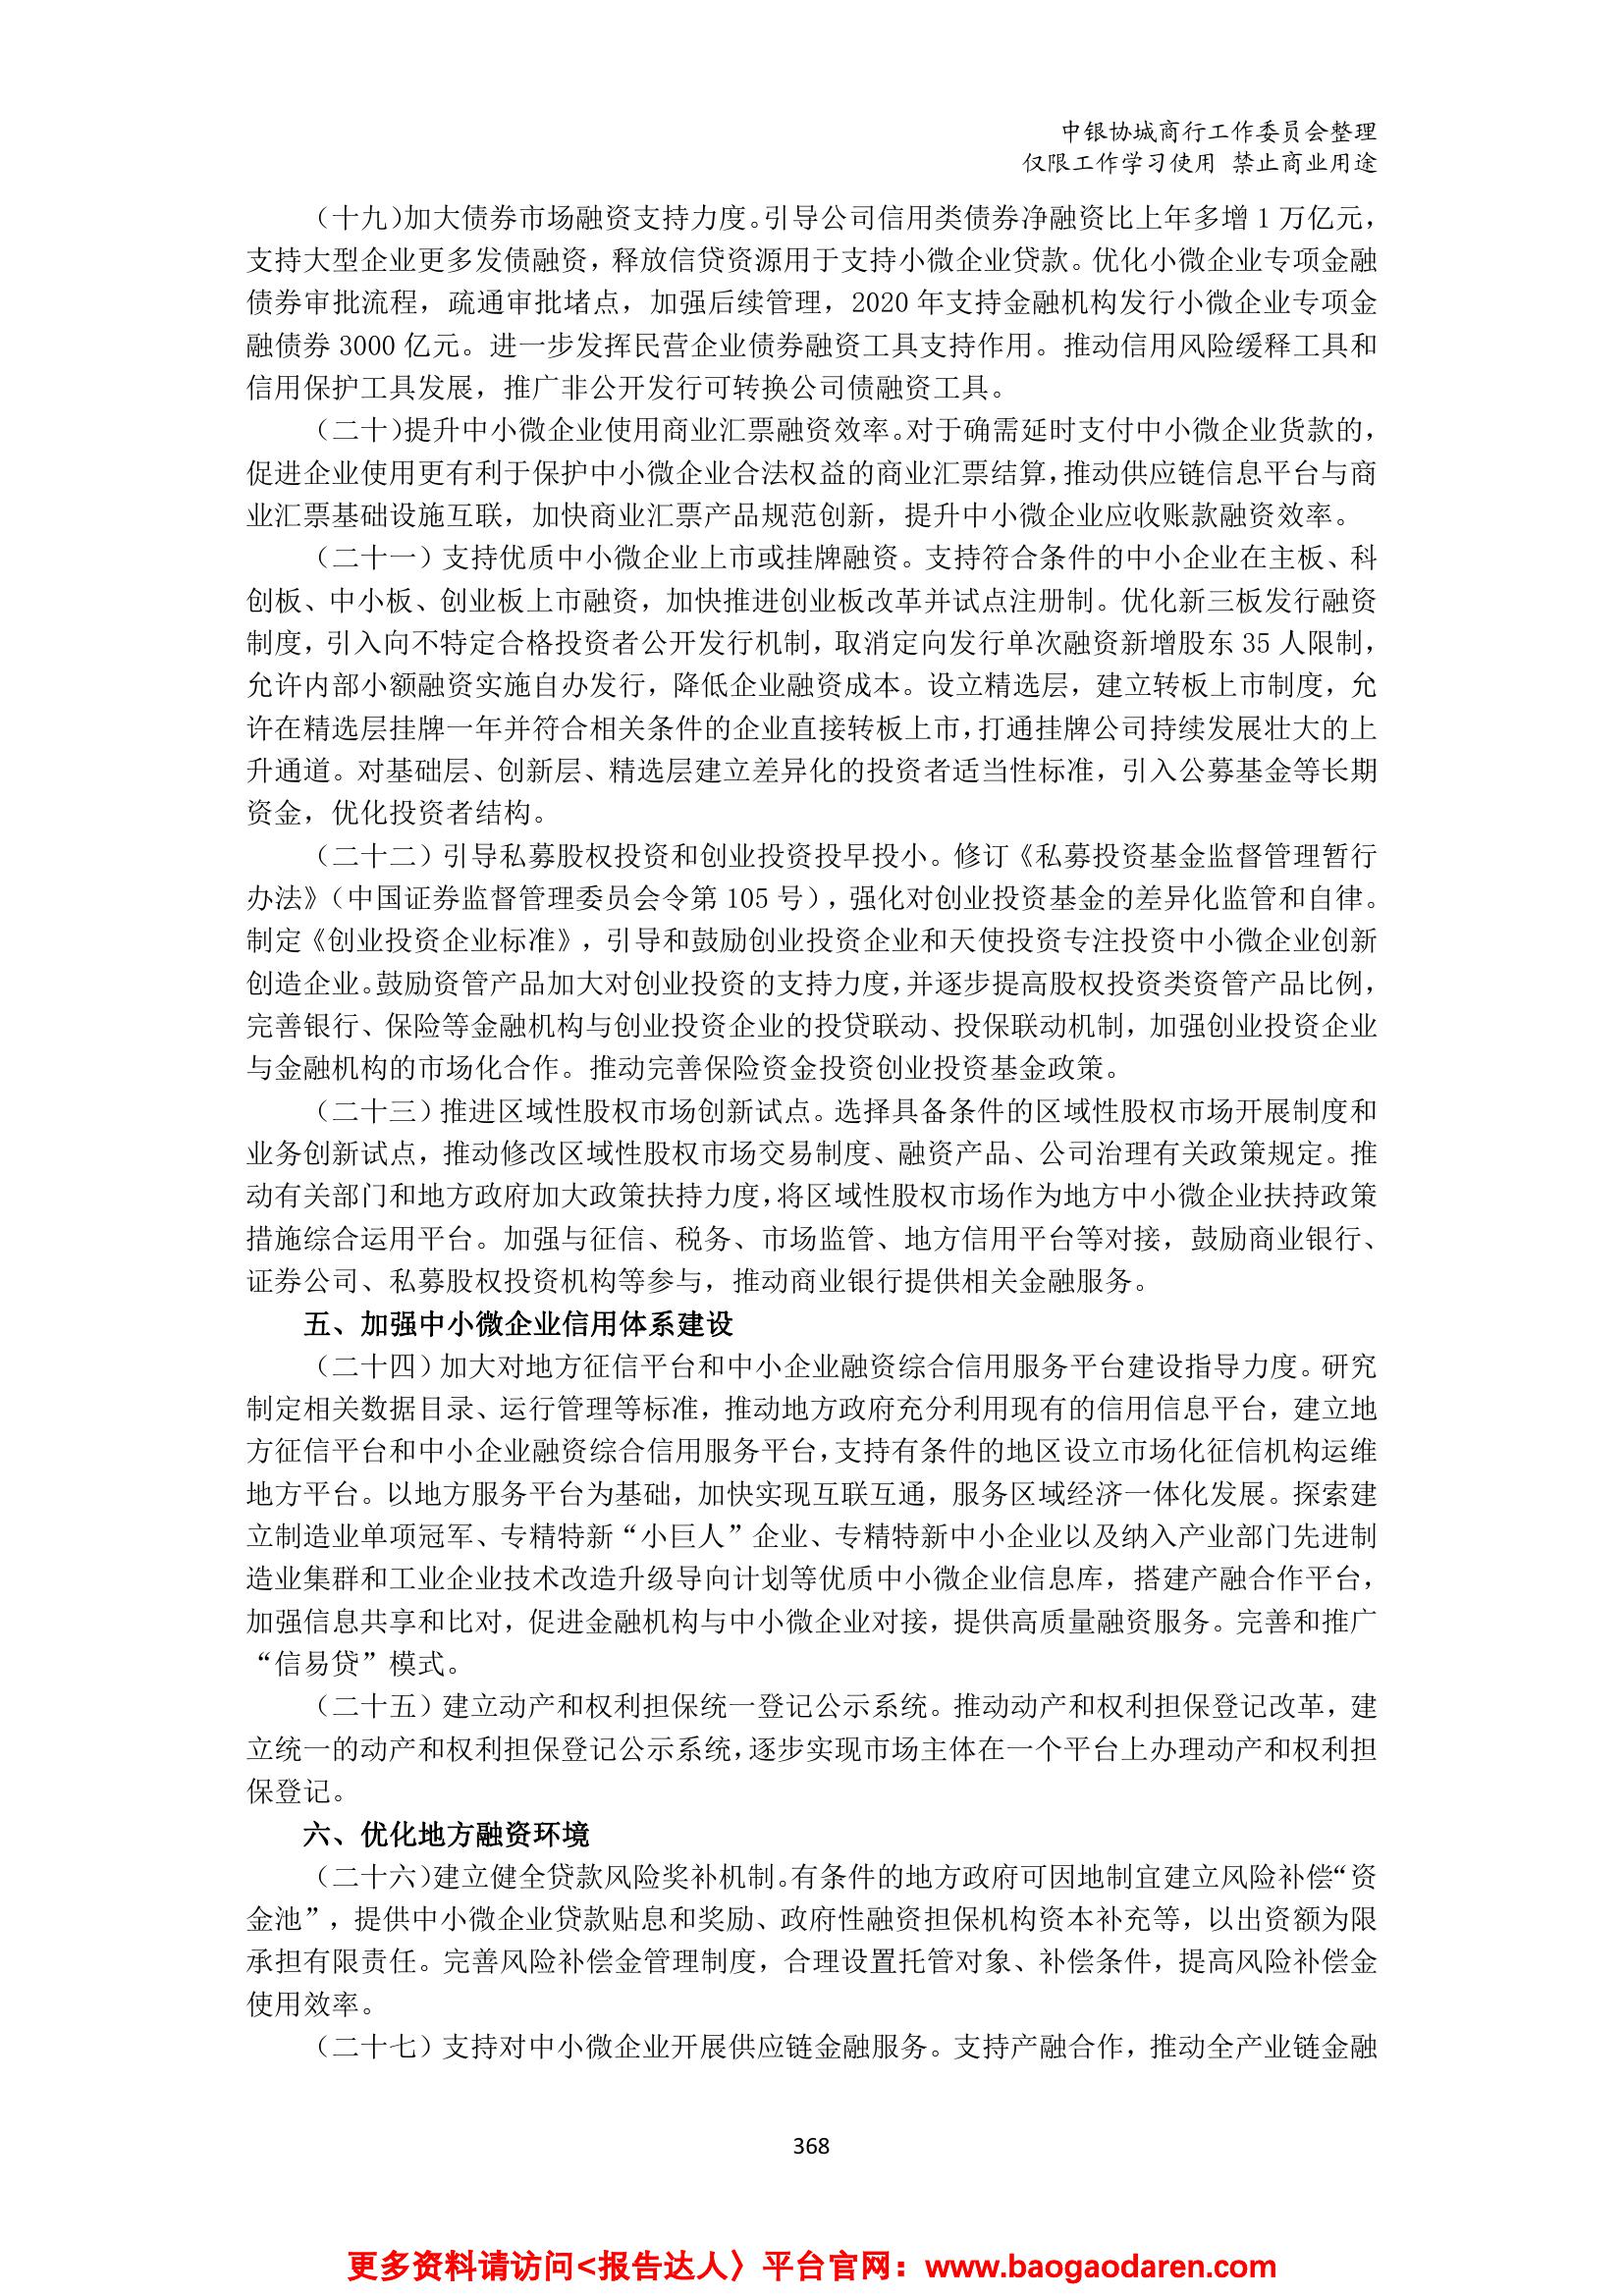 中银协城商行工作委员会整理
仅限工作学习使用 禁止商业用途
（十九）加大债券市场融资支持力度。引导公司信用类债券净融资比上年多增 1 万亿元，
支持大型企业更多发债融资，释放信贷资源用于支持小微企业贷款。优化小微企业专项金融
债券审批流程，疏通审批堵点，加强后续管理，2020 年支持金融机构发行小微企业专项金
融债券 3000 亿元。进一步发挥民营企业债券融资工具支持作用。推动信用风险缓释工具和
信用保护工具发展，推广非公开发行可转换公司债融资工具。
（二十）提升中小微企业使用商业汇票融资效率。对于确需延时支付中小微企业货款的，
促进企业使用更有利于保护中小微企业合法权益的商业汇票结算，推动供应链信息平台与商
业汇票基础设施互联，加快商业汇票产品规范创新，提升中小微企业应收账款融资效率。
（二十一）支持优质中小微企业上市或挂牌融资。支持符合条件的中小企业在主板、科
创板、中小板、创业板上市融资，加快推进创业板改革并试点注册制。优化新三板发行融资
制度，引入向不特定合格投资者公开发行机制，取消定向发行单次融资新增股东 35 人限制，
允许内部小额融资实施自办发行，降低企业融资成本。设立精选层，建立转板上市制度，允
许在精选层挂牌一年并符合相关条件的企业直接转板上市，打通挂牌公司持续发展壮大的上
升通道。对基础层、创新层、精选层建立差异化的投资者适当性标准，引入公募基金等长期
资金，优化投资者结构。
（二十二）引导私募股权投资和创业投资投早投小。修订《私募投资基金监督管理暂行
办法》（中国证券监督管理委员会令第 105 号），强化对创业投资基金的差异化监管和自律。
制定《创业投资企业标准》，引导和鼓励创业投资企业和天使投资专注投资中小微企业创新
创造企业。鼓励资管产品加大对创业投资的支持力度，并逐步提高股权投资类资管产品比例，
完善银行、保险等金融机构与创业投资企业的投贷联动、投保联动机制，加强创业投资企业
与金融机构的市场化合作。推动完善保险资金投资创业投资基金政策。
（二十三）推进区域性股权市场创新试点。选择具备条件的区域性股权市场开展制度和
业务创新试点，推动修改区域性股权市场交易制度、融资产品、公司治理有关政策规定。推
动有关部门和地方政府加大政策扶持力度，将区域性股权市场作为地方中小微企业扶持政策
措施综合运用平台。加强与征信、税务、市场监管、地方信用平台等对接，鼓励商业银行、
证券公司、私募股权投资机构等参与，推动商业银行提供相关金融服务。
五、加强中小微企业信用体系建设
（二十四）加大对地方征信平台和中小企业融资综合信用服务平台建设指导力度。研究
制定相关数据目录、运行管理等标准，推动地方政府充分利用现有的信用信息平台，建立地
方征信平台和中小企业融资综合信用服务平台，支持有条件的地区设立市场化征信机构运维
地方平台。以地方服务平台为基础，加快实现互联互通，服务区域经济一体化发展。探索建
立制造业单项冠军、专精特新“小巨人”企业、专精特新中小企业以及纳入产业部门先进制
造业集群和工业企业技术改造升级导向计划等优质中小微企业信息库，搭建产融合作平台，
加强信息共享和比对，促进金融机构与中小微企业对接，提供高质量融资服务。完善和推广
“信易贷”模式。
（二十五）建立动产和权利担保统一登记公示系统。推动动产和权利担保登记改革，建
立统一的动产和权利担保登记公示系统，逐步实现市场主体在一个平台上办理动产和权利担
保登记。
六、优化地方融资环境
（二十六）建立健全贷款风险奖补机制。有条件的地方政府可因地制宜建立风险补偿“资
金池”，提供中小微企业贷款贴息和奖励、政府性融资担保机构资本补充等，以出资额为限
承担有限责任。完善风险补偿金管理制度，合理设置托管对象、补偿条件，提高风险补偿金
使用效率。
（二十七）支持对中小微企业开展供应链金融服务。支持产融合作，推动全产业链金融
368
更多资料请访问<报告达人〉平台官网：www.baogaodaren.com